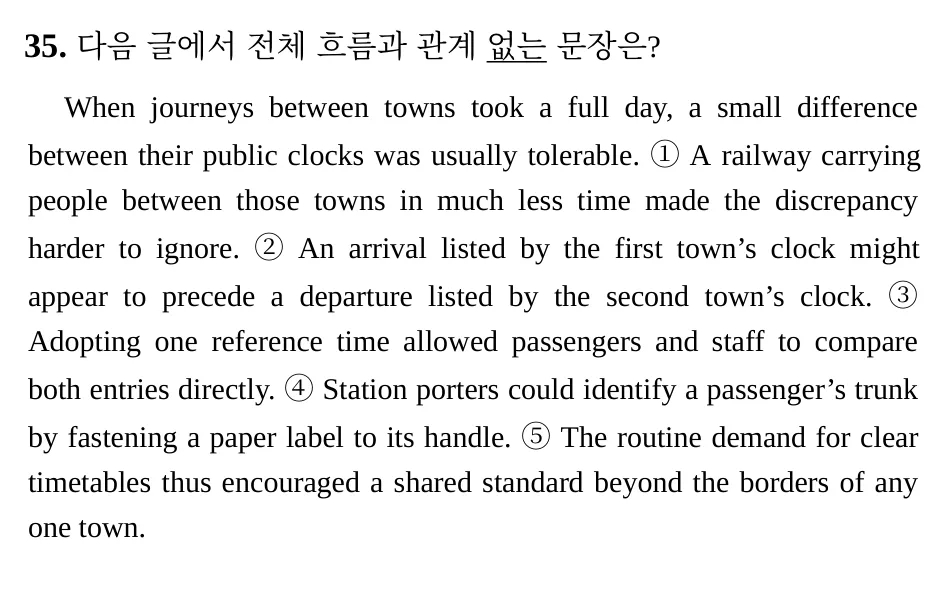 35. 다음 글에서 전체 흐름과 관계 없는 문장은?
When journeys between towns took a full day, a small difference
between their public clocks was usually tolerable. ① A railway carrying
people between those towns in much less time made the discrepancy
harder to ignore. ② An arrival listed by the first town’s clock might
appear to precede a departure listed by the second town’s clock. ③
Adopting one reference time allowed passengers and staff to compare
both entries directly. ④ Station porters could identify a passenger’s trunk
by fastening a paper label to its handle. ⑤ The routine demand for clear
timetables thus encouraged a shared standard beyond the borders of any
one town.